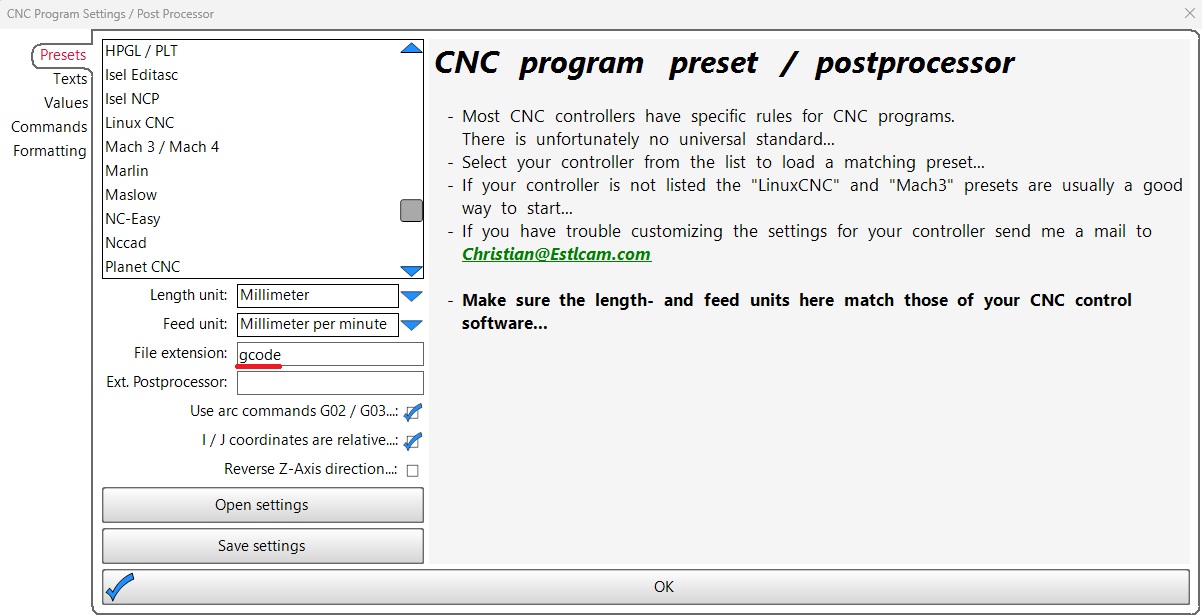 CNC Program Settings / Post Processor
Presets
Texts
Values
Commands
Formatting
HPGL / PLT
Isel Editasc
Isel NCP
Linux CNC
Mach 3 / Mach 4
Marlin
Maslow
NC-Easy
Nccad
Planet CNC
Length unit: Millimeter
Feed unit: Millimeter per minute
File extension: gcode
Ext. Postprocessor:
Use arc commands G02 / G03...:
I / J coordinates are relative...:
Reverse Z-Axis direction...:
Open settings
Save settings
CNC program preset / postprocessor
- Most CNC controllers have specific rules for CNC programs.
There is unfortunately no universal standard...
- Select your controller from the list to load a matching preset...
- If your controller is not listed the "LinuxCNC" and "Mach3" presets are usually a good
way to start...
- If you have trouble customizing the settings for your controller send me a mail to
Christian@Estlcam.com
- Make sure the length- and feed units here match those of your CNC control
software...
OK